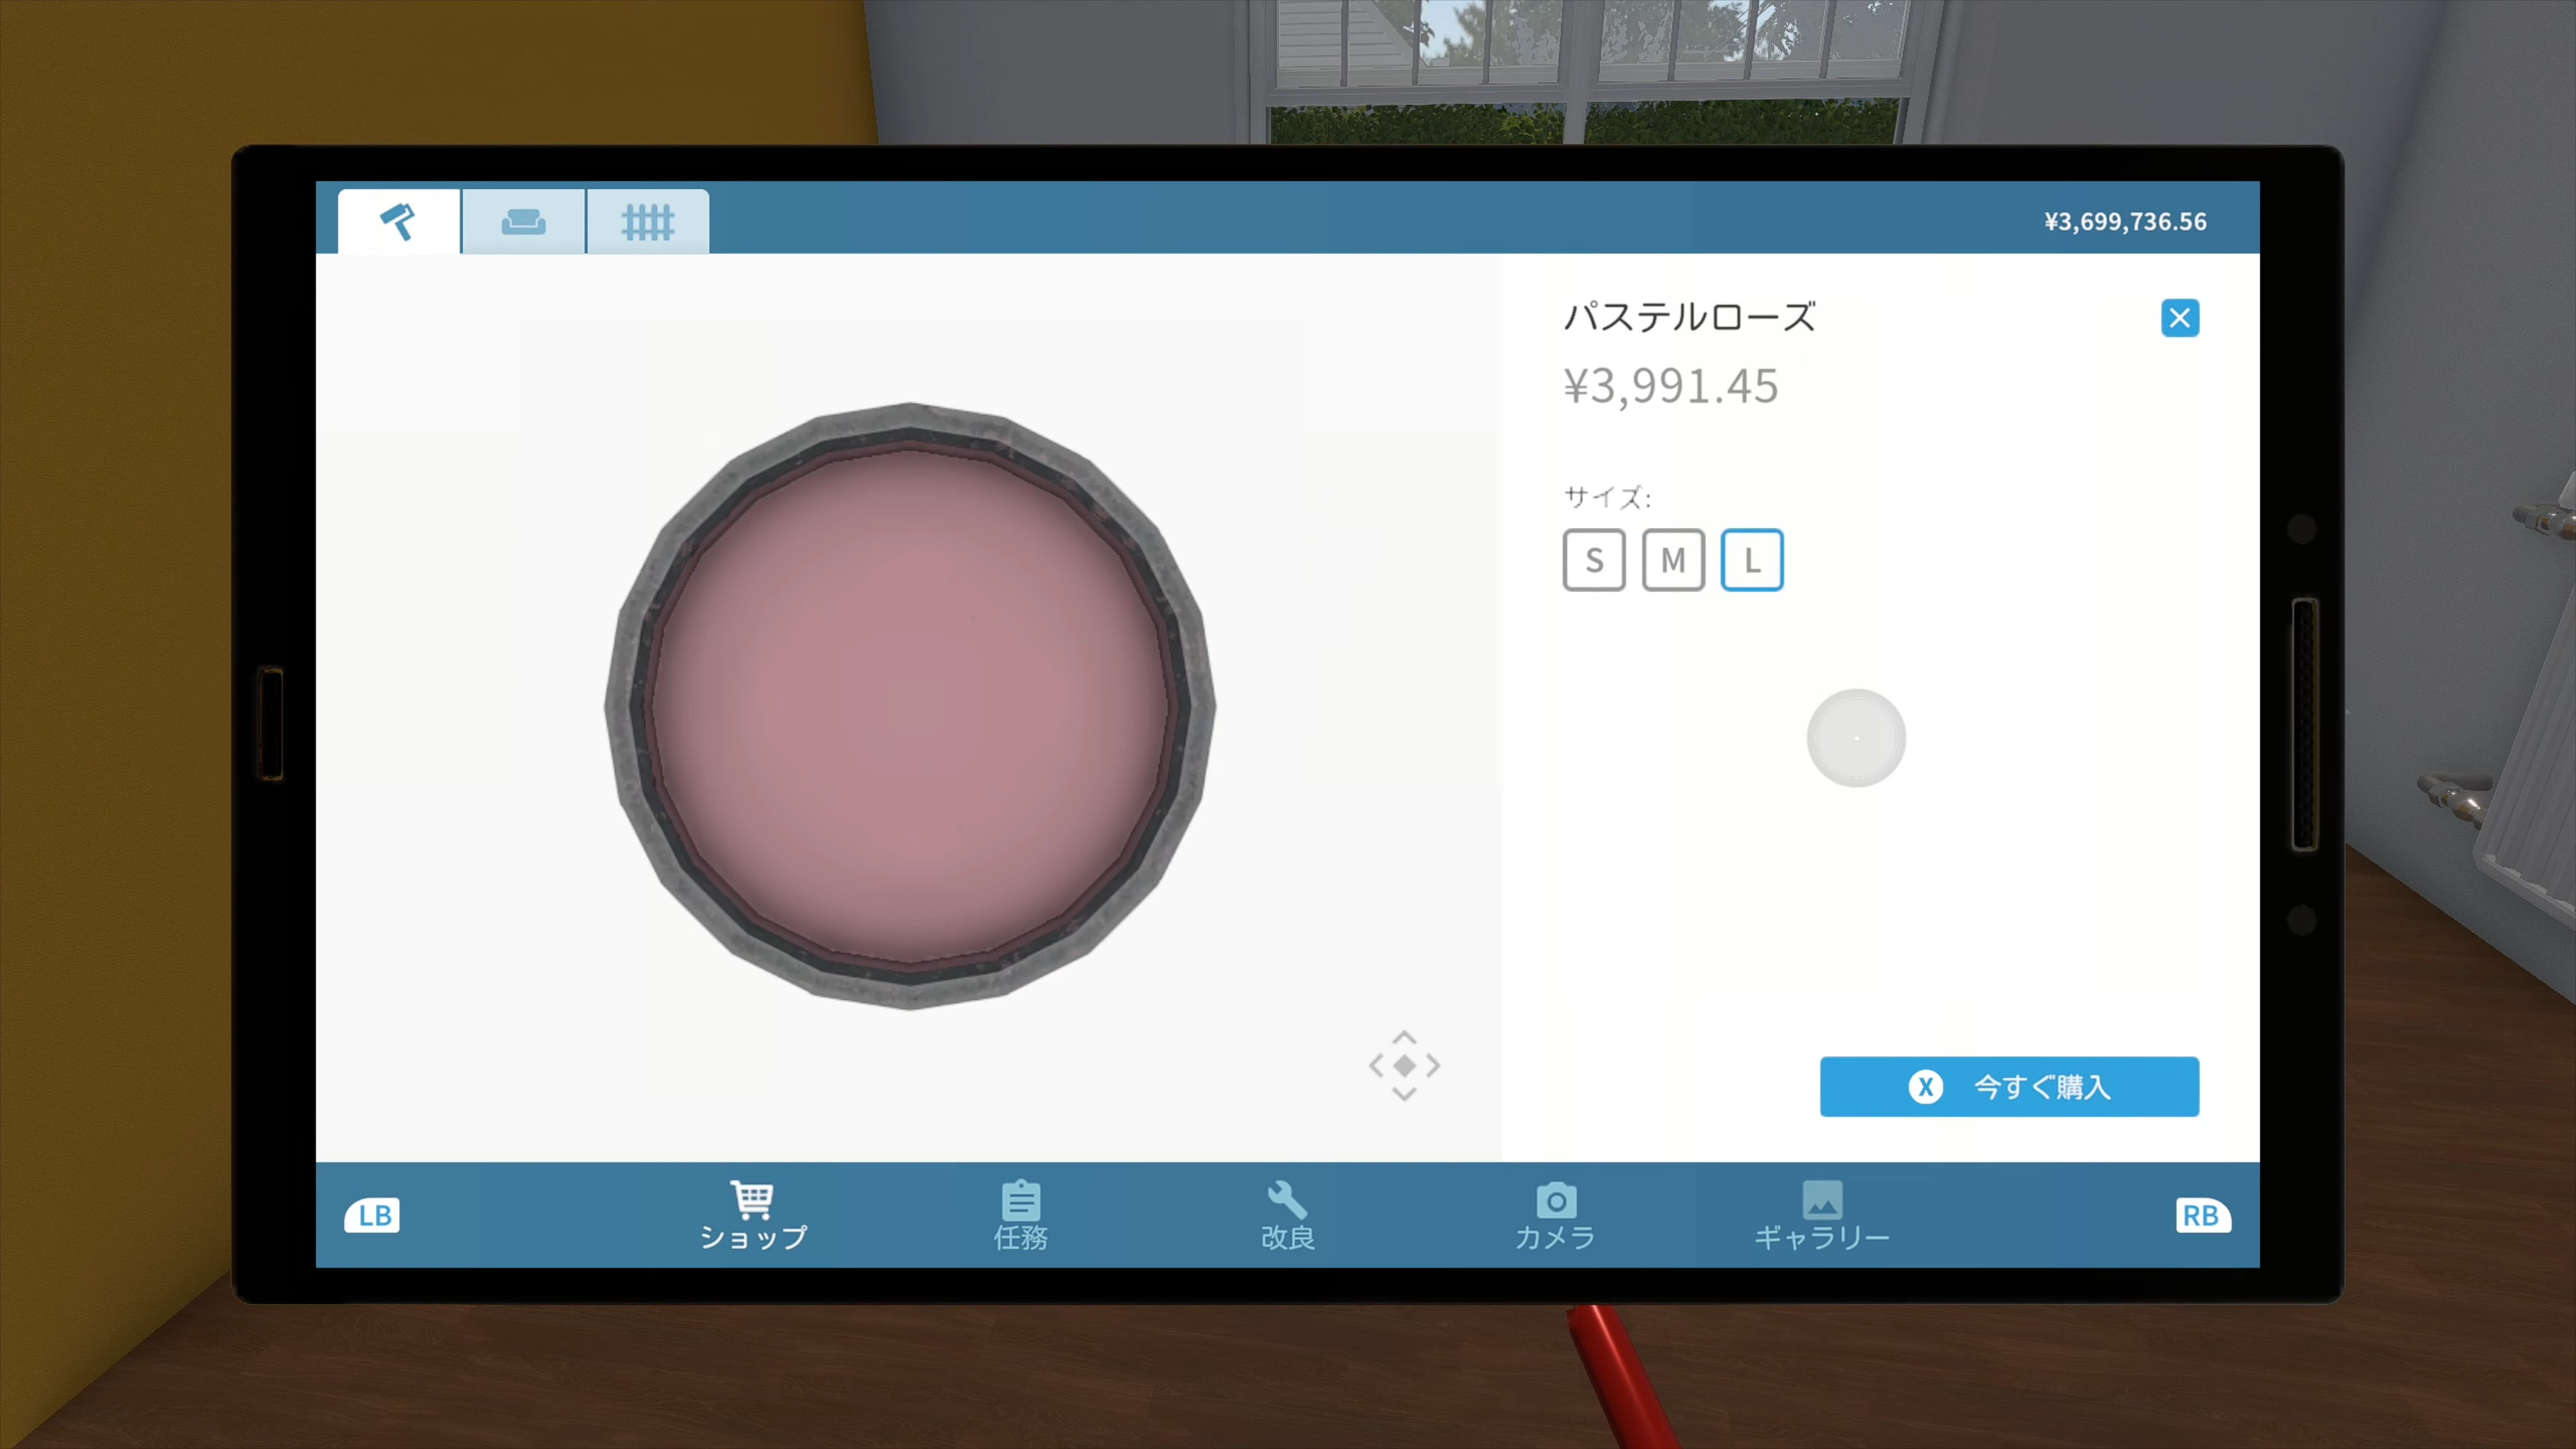 ¥3,699,736.56
パステルローズ
¥3,991.45
サイズ:
S M L
X 今すぐ購入
LB ショップ 任務 改良 カメラ ギャラリー RB